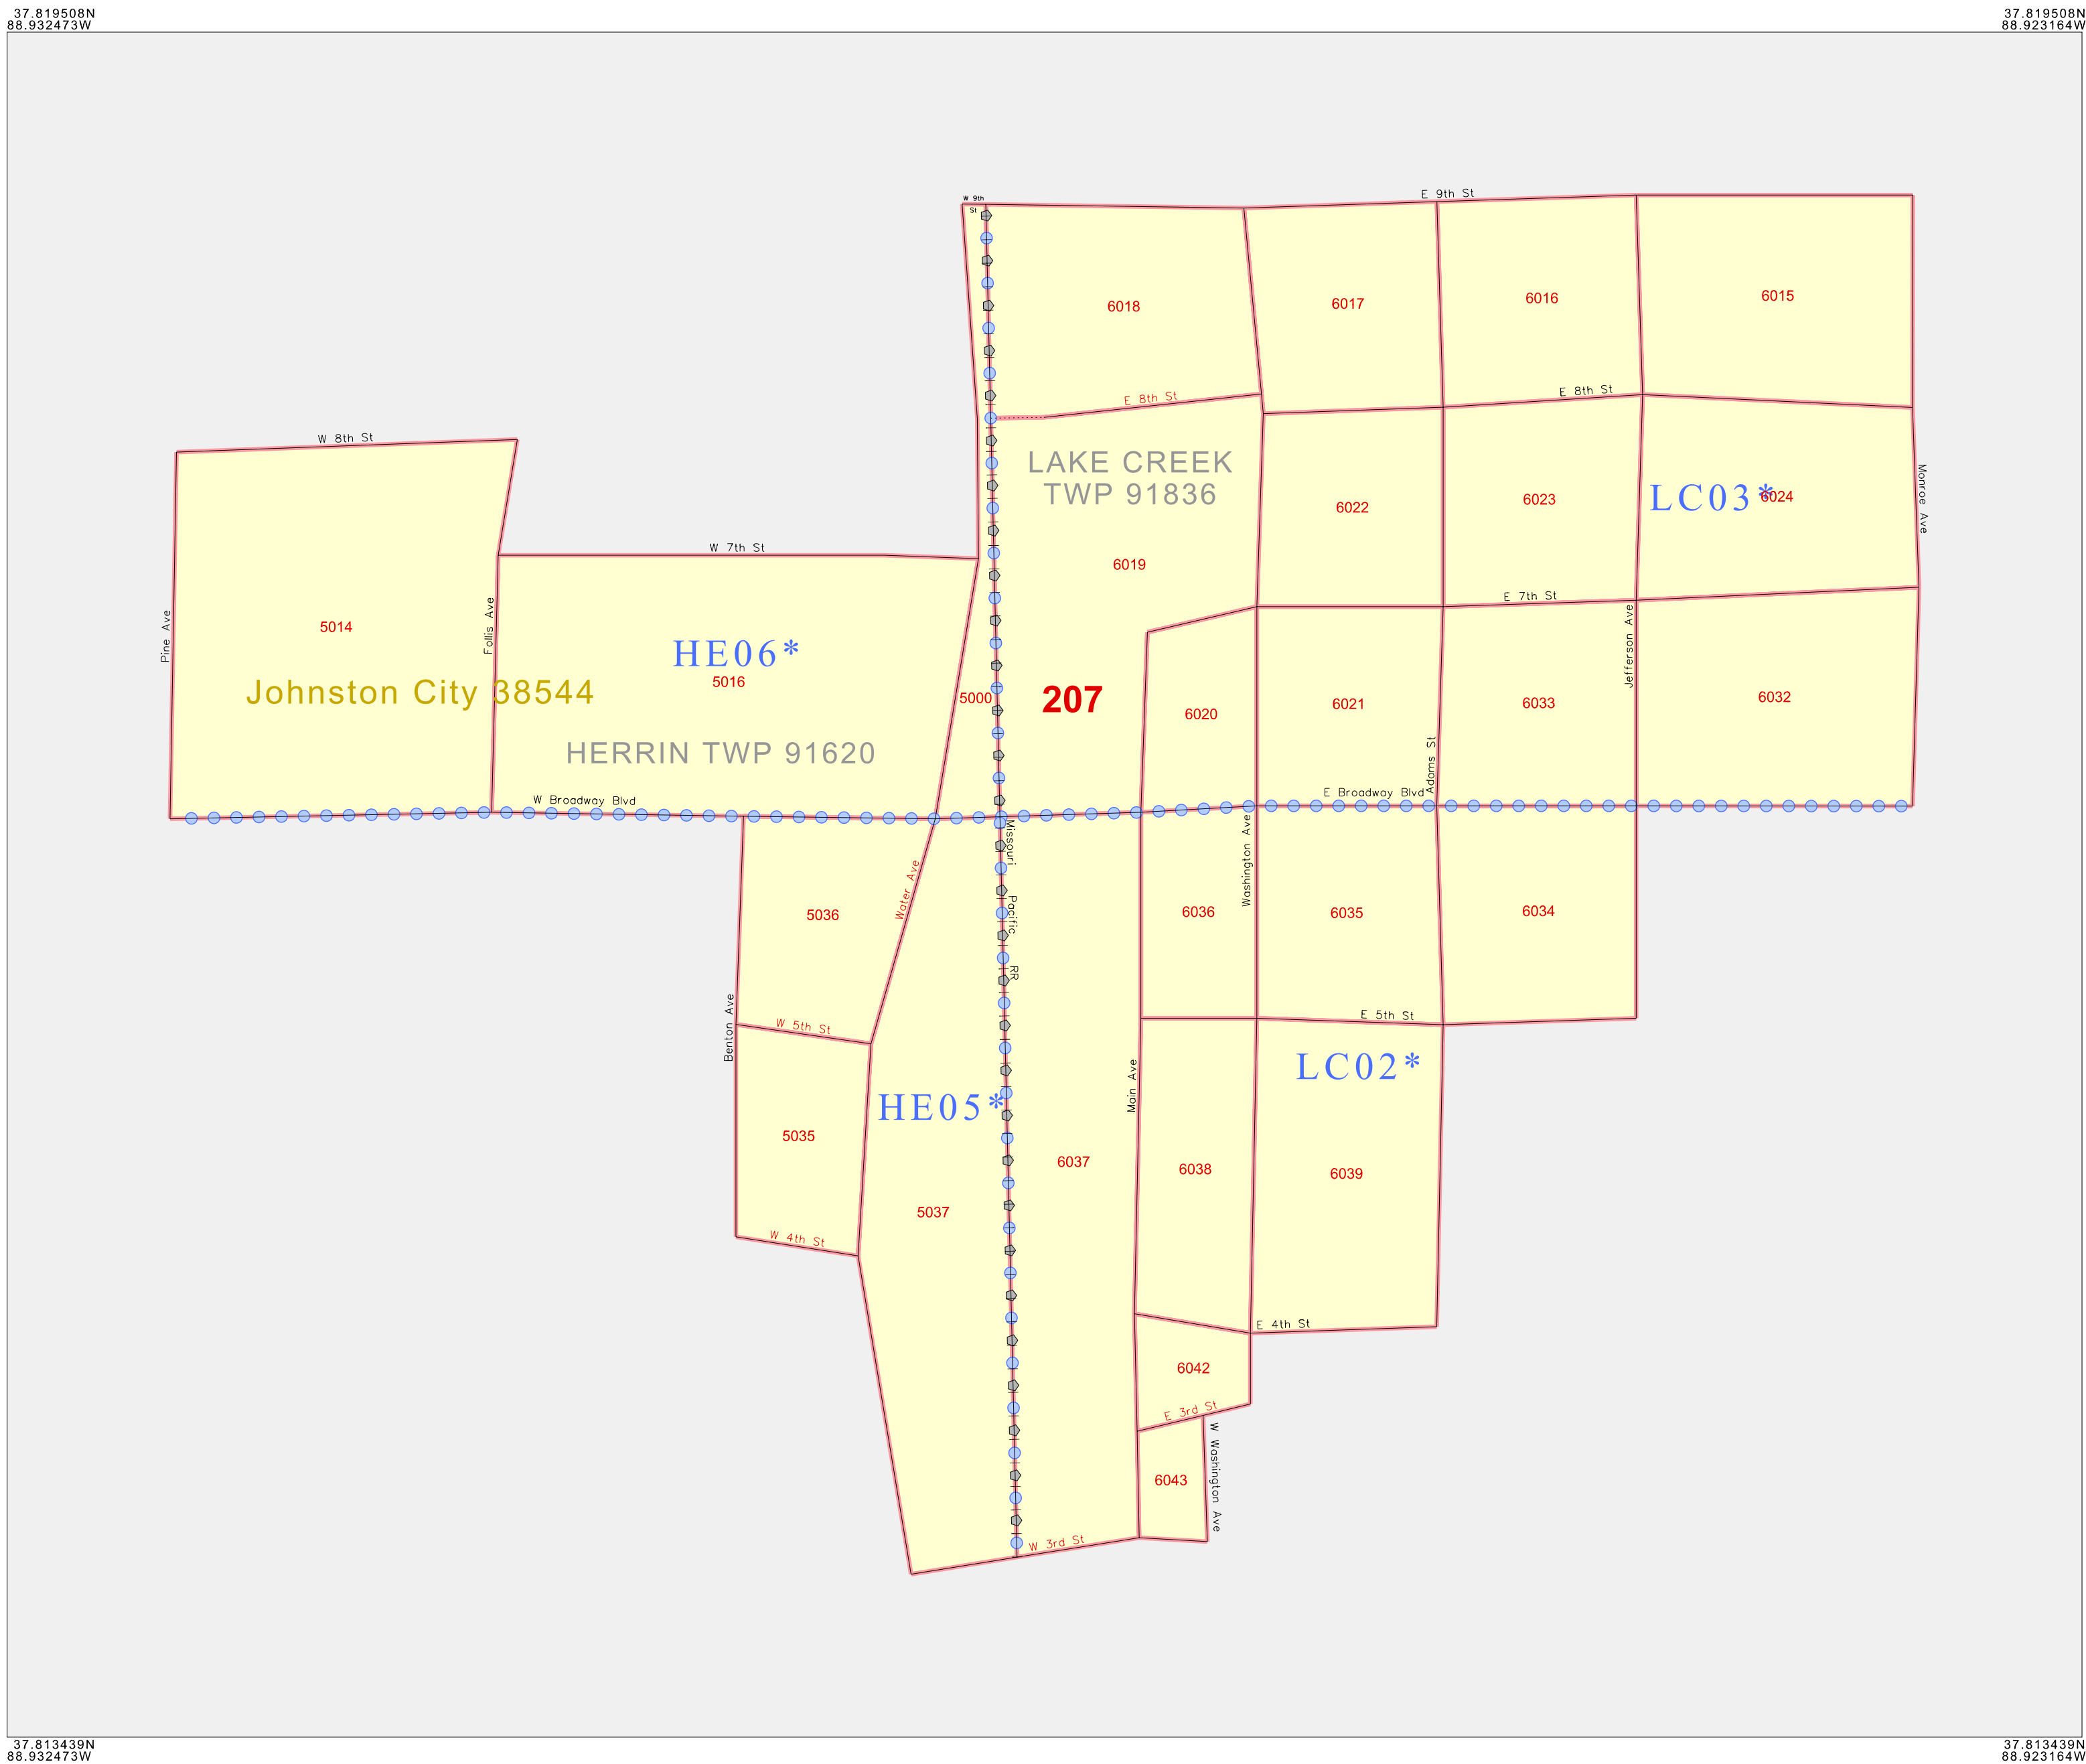 37.819508N
88.932473W
37.819508N
88.923164W
W 9th
St
E 9th St
6018
6017
6016
6015
E 8th St
E 8th St
W 8th St
LAKE CREEK
TWP 91836
LC03*
6024
6023
6022
Monroe Ave
W 7th St
6019
E 7th St
Pine Ave
5014
Follis Ave
HE06*
5016
Johnston City 38544
5000
207
6020
6021
6033
Jefferson Ave
6032
HERRIN TWP 91620
Adams St
W Broadway Blvd
E Broadway Blvd
Missouri
Pacific
RR
Water Ave
5036
Washington Ave
6036
6035
6034
Benton Ave
W 5th St
E 5th St
Main Ave
LC02*
HE05*
5035
6037
6038
6039
5037
W 4th St
E 4th St
6042
E 3rd St
W Washington Ave
6043
W 3rd St
37.813439N
88.932473W
37.813439N
88.923164W